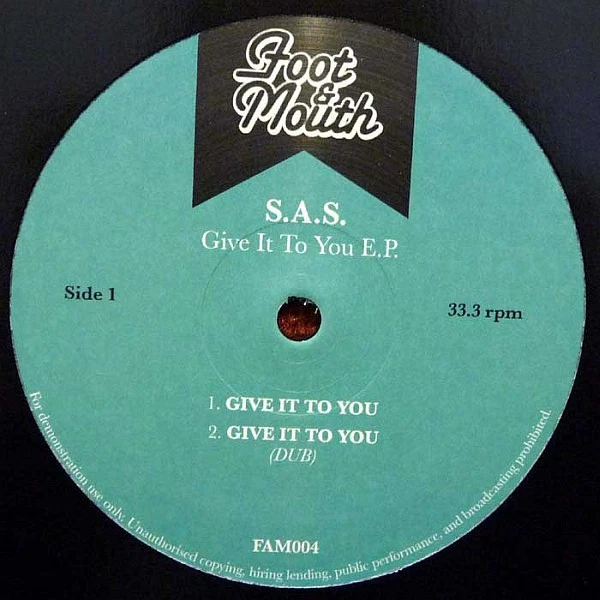 Foot
&
Mouth
S.A.S.
Give It To You E.P.
Side 1
33.3 rpm
1. GIVE IT TO YOU
2. GIVE IT TO YOU
(DUB)
FAM004
For demonstration use only. Unauthorised copying, hiring lending, public performance, and broadcasting prohibited.